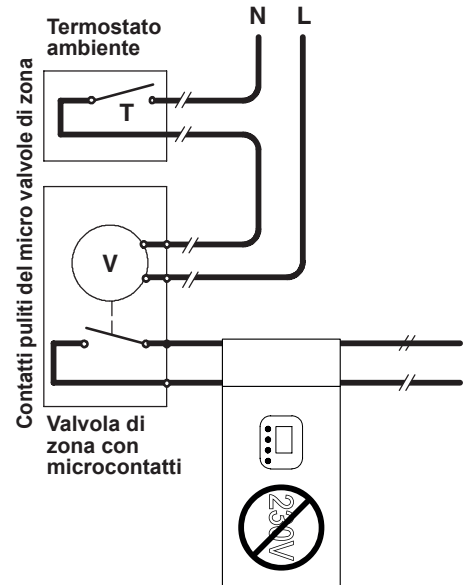 Termostato
ambiente
N L
T
Contatti puliti del micro valvole di zona
V
Valvola di
zona con
microcontatti
230V